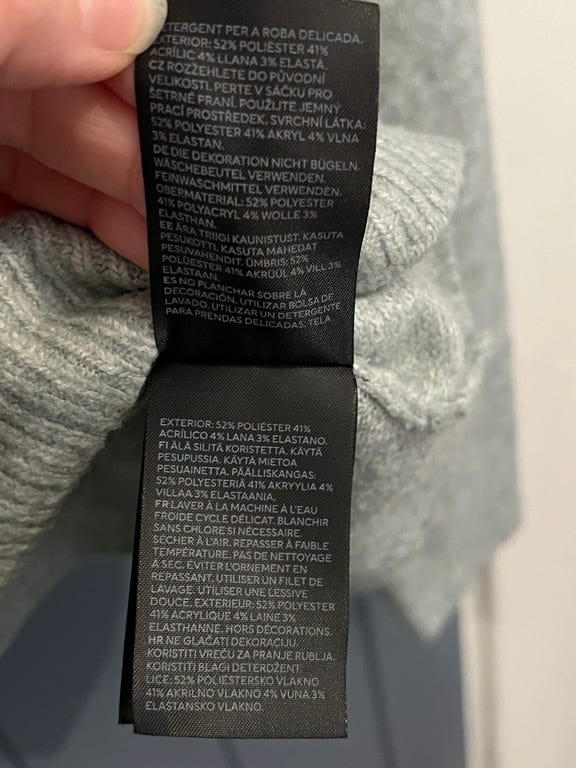 DETERGENT PER A ROBA DELICADA.
EXTERIOR: 52% POLIÈSTER 41%
ACRÍLIC 4% LLANA 3% ELASTÀ.
CZ ROZŽEHLETE DO PŮVODNÍ
VELIKOSTI. PERTE V SÁČKU PRO
ŠETRNÉ PRANÍ. POUŽIJTE JEMNÝ
PRACÍ PROSTŘEDEK. SVRCHNÍ LÁTKA:
52% POLYESTER 41% AKRYL 4% VLNA
3% ELASTAN.
DE DIE DEKORATION NICHT BÜGELN.
WÄSCHEBEUTEL VERWENDEN.
FEINWASCHMITTEL VERWENDEN.
OBERMATERIAL: 52% POLYESTER
41% POLYACRYL 4% WOLLE 3%
ELASTHAN.
EE ÄRA TRIIGI KAUNISTUST. KASUTA
PESUKOTTI. KASUTA MAHEDAT
PESUVAHENDIT. ÜMBRIS: 52%
POLÜESTER 41% AKRÜÜL 4% VILL 3%
ELASTAAN.
ES NO PLANCHAR SOBRE LA
DECORACIÓN. UTILIZAR BOLSA DE
LAVADO. UTILIZAR UN DETERGENTE
PARA PRENDAS DELICADAS. TELA
EXTERIOR: 52% POLIÉSTER 41%
ACRÍLICO 4% LANA 3% ELASTANO.
FI ÄLÄ SILITÄ KORISTETTA. KÄYTÄ
PESUPUSSIA. KÄYTÄ MIETOA
PESUAINETTA. PÄÄLLISKANGAS:
52% POLYESTERIÄ 41% AKRYYLIA 4%
VILLAA 3% ELASTAANIA.
FR LAVER À LA MACHINE À L'EAU
FROIDE CYCLE DÉLICAT. BLANCHIR
SANS CHLORE SI NÉCESSAIRE.
SÉCHER À L'AIR. REPASSER À FAIBLE
TEMPÉRATURE. PAS DE NETTOYAGE
À SEC. ÉVITER L'ORNEMENT EN
REPASSANT. UTILISER UN FILET DE
LAVAGE. UTILISER UNE LESSIVE
DOUCE. EXTÉRIEUR: 52% POLYESTER
41% ACRYLIQUE 4% LAINE 3%
ELASTHANNE. HORS DÉCORATIONS.
HR NE GLAČATI DEKORACIJU.
KORISTITI VREĆU ZA PRANJE RUBLJA.
KORISTITI BLAGI DETERDŽENT
LICE: 52% POLIESTERSKO VLAKNO
41% AKRILNO VLAKNO 4% VUNA 3%
ELASTANSKO VLAKNO.